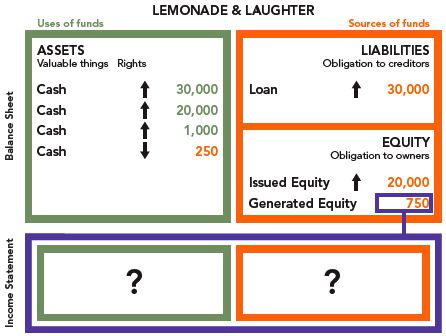 LEMONADE & LAUGHTER
Uses of funds
Sources of funds
Balance Sheet
ASSETS
Valuable things Rights
Cash 30,000
Cash 20,000
Cash 1,000
Cash 250
LIABILITIES
Obligation to creditors
Loan 30,000
EQUITY
Obligation to owners
Issued Equity 20,000
Generated Equity 750
Income Statement
?
?